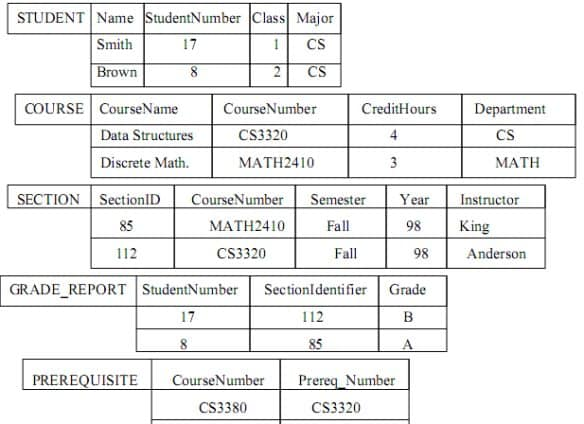 STUDENT Name StudentNumber Class Major
Smith 17 1 CS
Brown 8 2 CS
COURSE CourseName CourseNumber CreditHours Department
Data Structures CS3320 4 CS
Discrete Math. MATH2410 3 MATH
SECTION SectionID CourseNumber Semester Year Instructor
85 MATH2410 Fall 98 King
112 CS3320 Fall 98 Anderson
GRADE_REPORT StudentNumber SectionIdentifier Grade
17 112 B
8 85 A
PREREQUISITE CourseNumber Prereq_Number
CS3380 CS3320